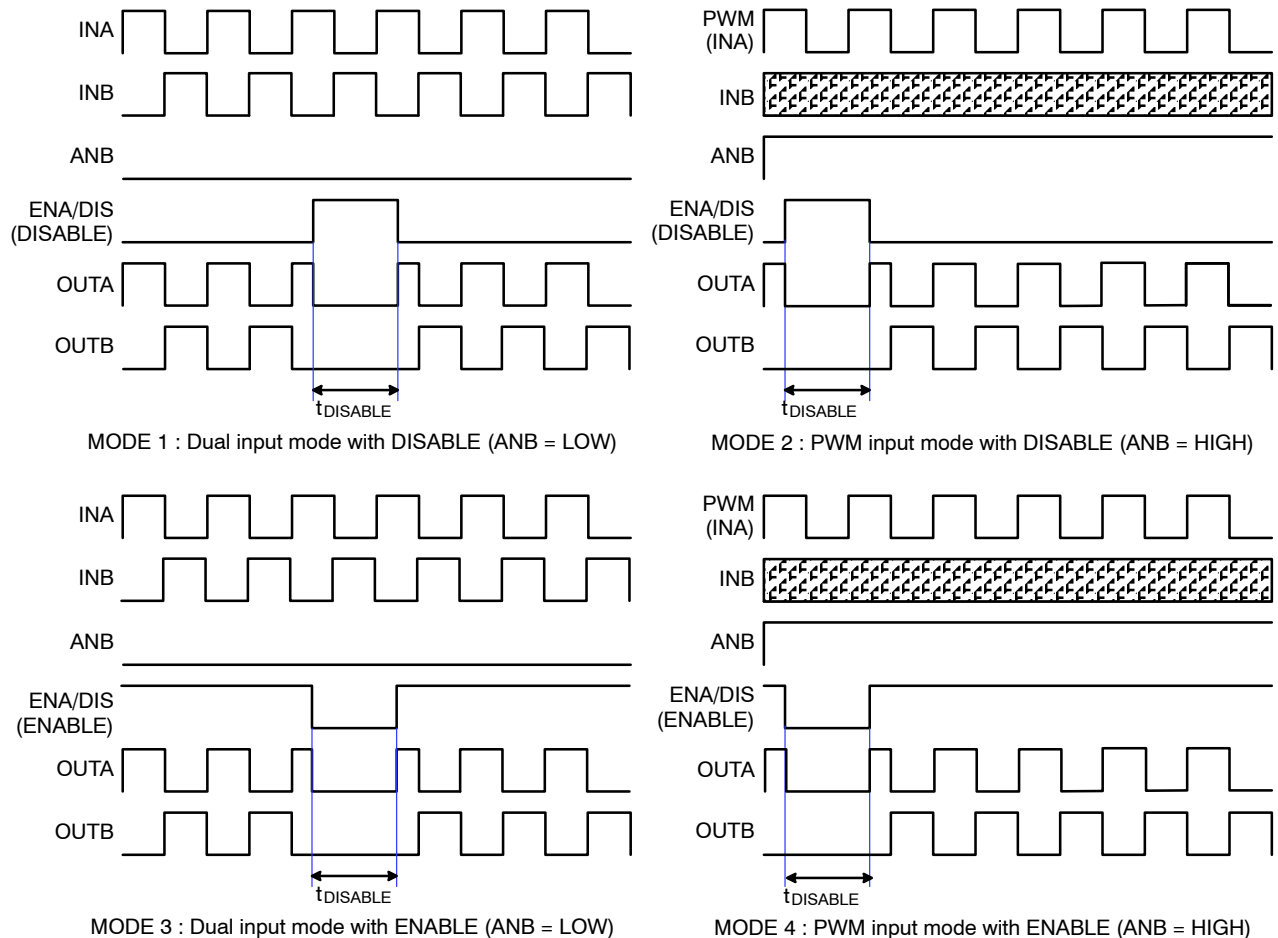 INA
INB
ANB
ENA/DIS
(DISABLE)
OUTA
OUTB
tDISABLE
MODE 1 : Dual input mode with DISABLE (ANB = LOW)
PWM
(INA)
INB
ANB
ENA/DIS
(DISABLE)
OUTA
OUTB
tDISABLE
MODE 2 : PWM input mode with DISABLE (ANB = HIGH)
INA
INB
ANB
ENA/DIS
(ENABLE)
OUTA
OUTB
tDISABLE
MODE 3 : Dual input mode with ENABLE (ANB = LOW)
PWM
(INA)
INB
ANB
ENA/DIS
(ENABLE)
OUTA
OUTB
tDISABLE
MODE 4 : PWM input mode with ENABLE (ANB = HIGH)